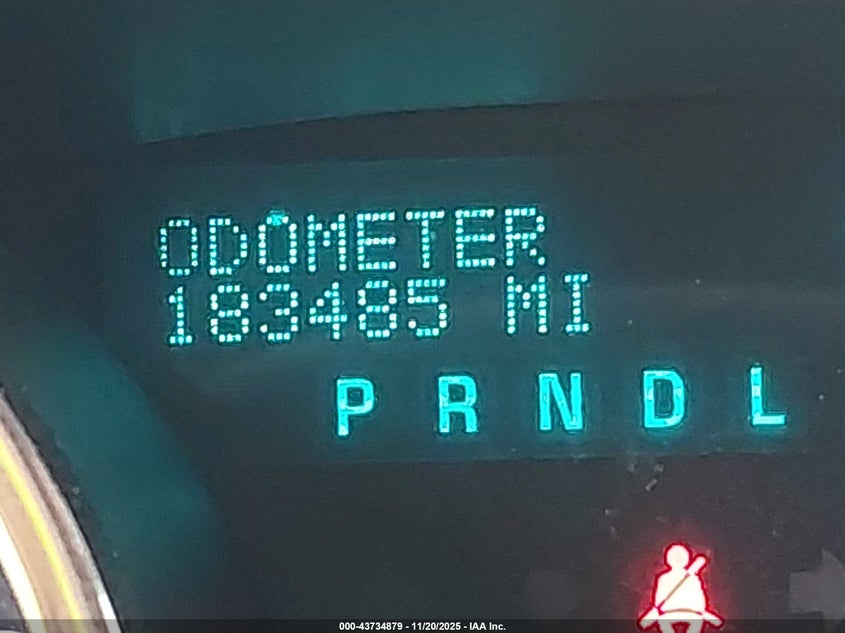 ODOMETER
183485 MI
P R N D L
000-43734879 - 11/20/2025 - IAA Inc.